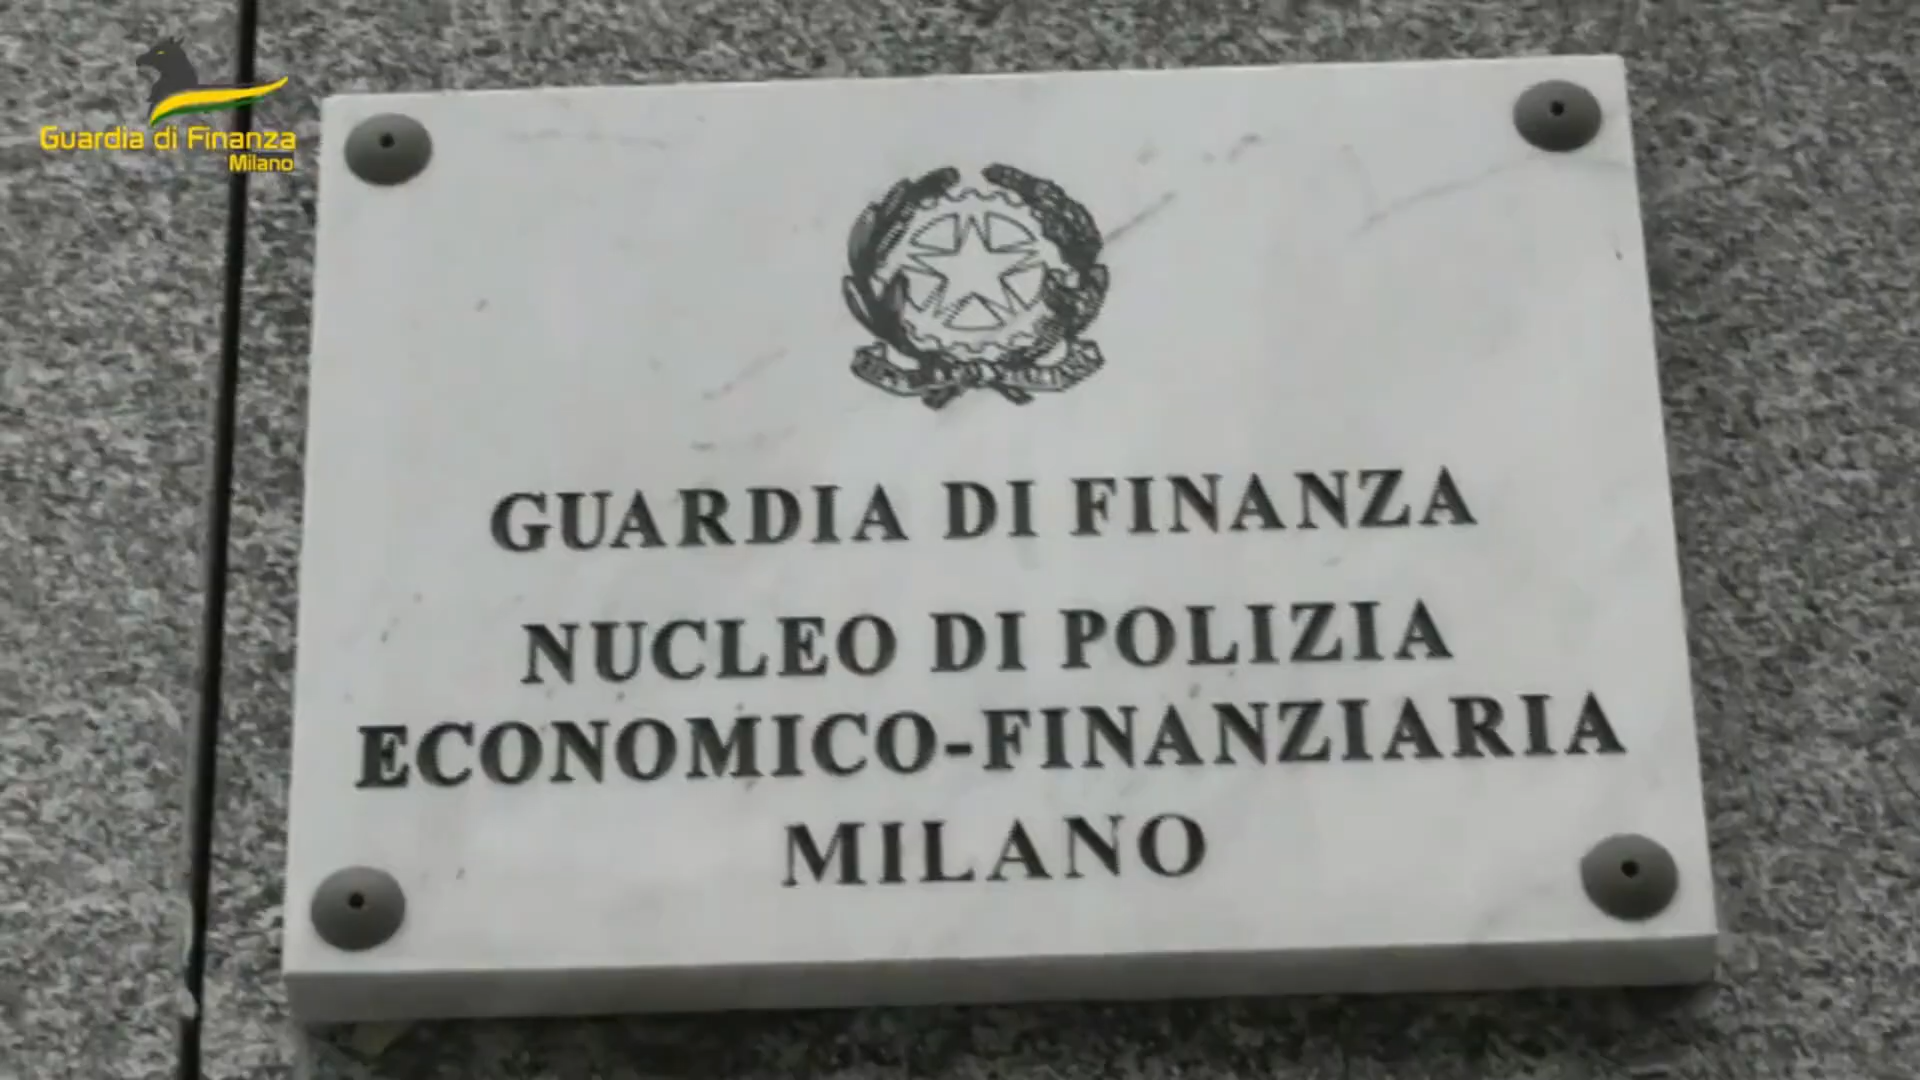 Guardia di Finanza
Milano
GUARDIA DI FINANZA
NUCLEO DI POLIZIA
ECONOMICO-FINANZIARIA
MILANO